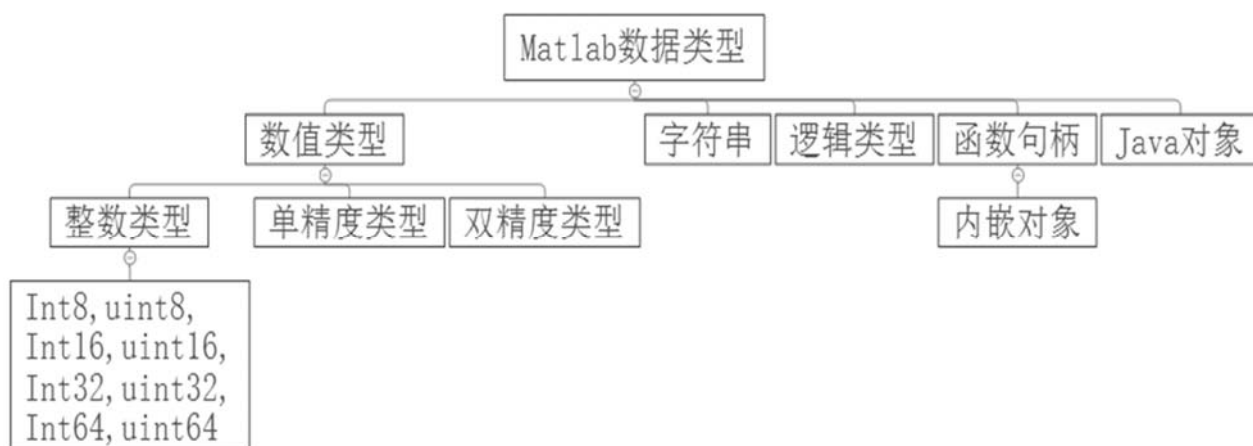 Matlab数据类型
数值类型
字符串
逻辑类型
函数句柄
Java对象
整数类型
单精度类型
双精度类型
内嵌对象
Int8,uint8,
Int16,uint16,
Int32,uint32,
Int64,uint64